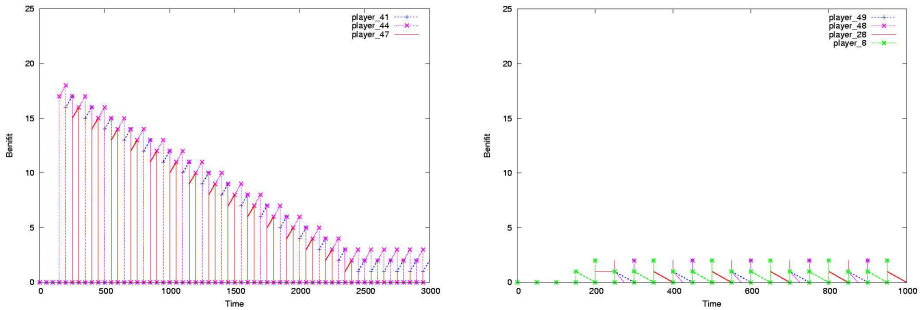 player_41
player_44
player_47
25
20
15
10
5
0
Benifit
0 500 1000 1500 2000 2500 3000
Time
player_49
player_48
player_28
player_8
25
20
15
10
5
0
Benifit
0 200 400 600 800 1000
Time